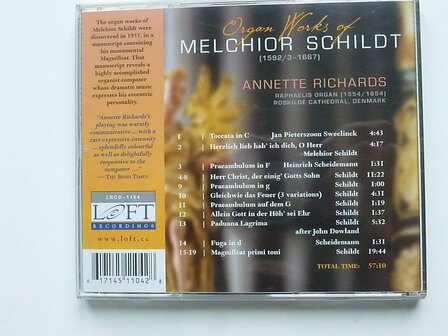 The organ works of
Melchior Schildt were
discovered in 1955, in a
manuscript containing his
monumental Magnificat. That
manuscript reveals a
highly accomplished
organist-composer
whose dramatic music
expresses his eccentric
personality.
"Annette Richards's
playing was warmly
communicative ... with a
rare expressive intensity
... splendidly colourful
as well as delightfully
responsive to the
composer ..."
— The Irish Times
LRCD-1104
LOFT
RECORDINGS
www.loft.cc
6 17145 11042 8
Organ Works of
MELCHIOR SCHILDT
[1592/3-1667]
ANNETTE RICHARDS
RAPHAELIS ORGAN [1554/1654]
ROSKILDE CATHEDRAL, DENMARK
1 | Toccata in C Jan Pieterszoon Sweelinck 4:43
2 | Herzlich lieb hab' ich dich, O Herr 4:17
Melchior Schildt
3 | Praeambulum in F Heinrich Scheidemann 1:31
4-8 | Herr Christ, der einig' Gotts Sohn Schildt 11:22
9 | Praeambulum in g Schildt 1:00
10 | Gleichwie das Feuer (3 variations) Schildt 4:31
11 | Praeambulum auf dem G Schildt 1:19
12 | Allein Gott in der Höh' sei Ehr Schildt 1:37
13 | Paduana Lagrima Schildt 5:32
after John Dowland
14 | Fuga in d Scheidemann 1:31
15-19 | Magnificat primi toni Schildt 19:44
TOTAL TIME: 57:10